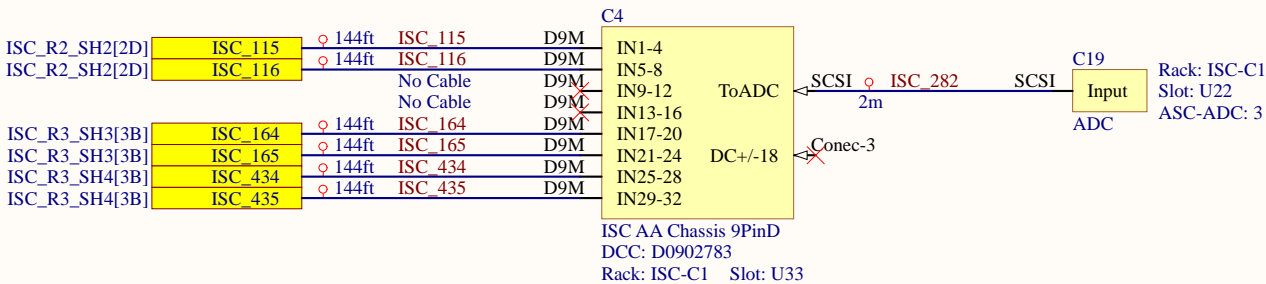 C4
ISC_R2_SH2[2D] ISC_115 144ft ISC_115 D9M IN1-4
ISC_R2_SH2[2D] ISC_116 144ft ISC_116 D9M IN5-8
No Cable D9M IN9-12
No Cable D9M IN13-16
ISC_R3_SH3[3B] ISC_164 144ft ISC_164 D9M IN17-20
ISC_R3_SH3[3B] ISC_165 144ft ISC_165 D9M IN21-24
ISC_R3_SH4[3B] ISC_434 144ft ISC_434 D9M IN25-28
ISC_R3_SH4[3B] ISC_435 144ft ISC_435 D9M IN29-32
ToADC SCSI ISC_282 SCSI
2m
DC+/-18 Conec-3
ISC AA Chassis 9PinD
DCC: D0902783
Rack: ISC-C1 Slot: U33
C19
Input
ADC
Rack: ISC-C1
Slot: U22
ASC-ADC: 3